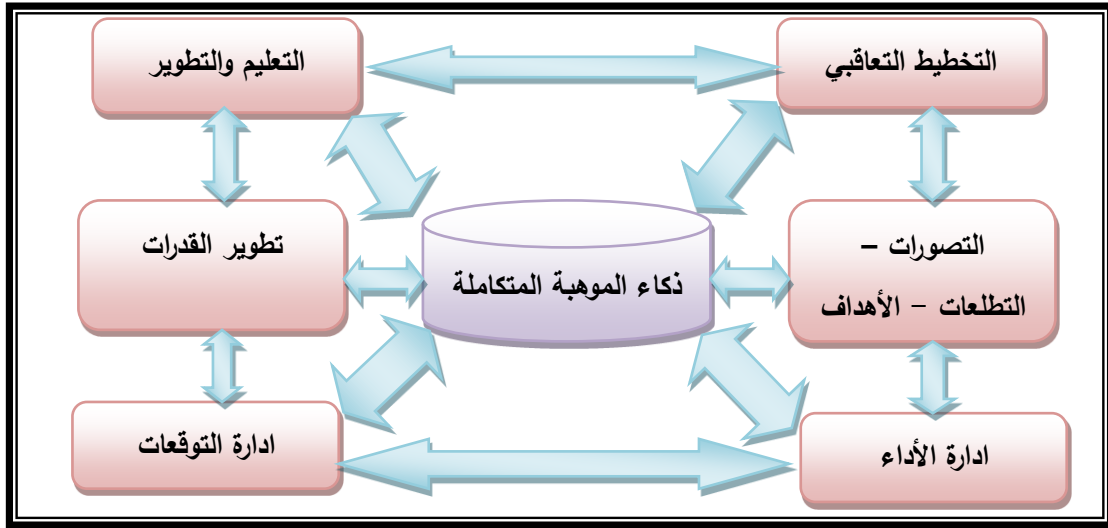 التخطيط التعاقبي
التعليم والتطوير
التصورات –
التطلعات – الأهداف
ذكاء الموهبة المتكاملة
تطوير القدرات
ادارة الأداء
ادارة التوقعات